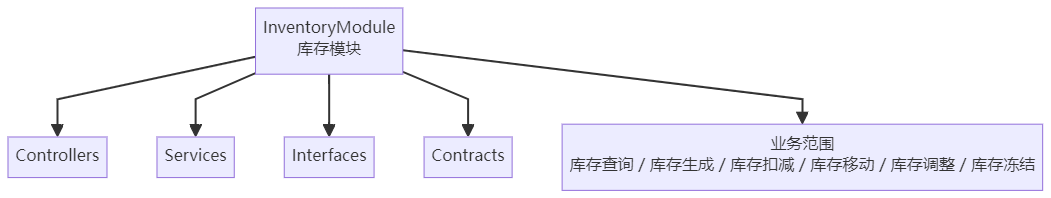 InventoryModule
库存模块
Controllers
Services
Interfaces
Contracts
业务范围
库存查询 / 库存生成 / 库存扣减 / 库存移动 / 库存调整 / 库存冻结